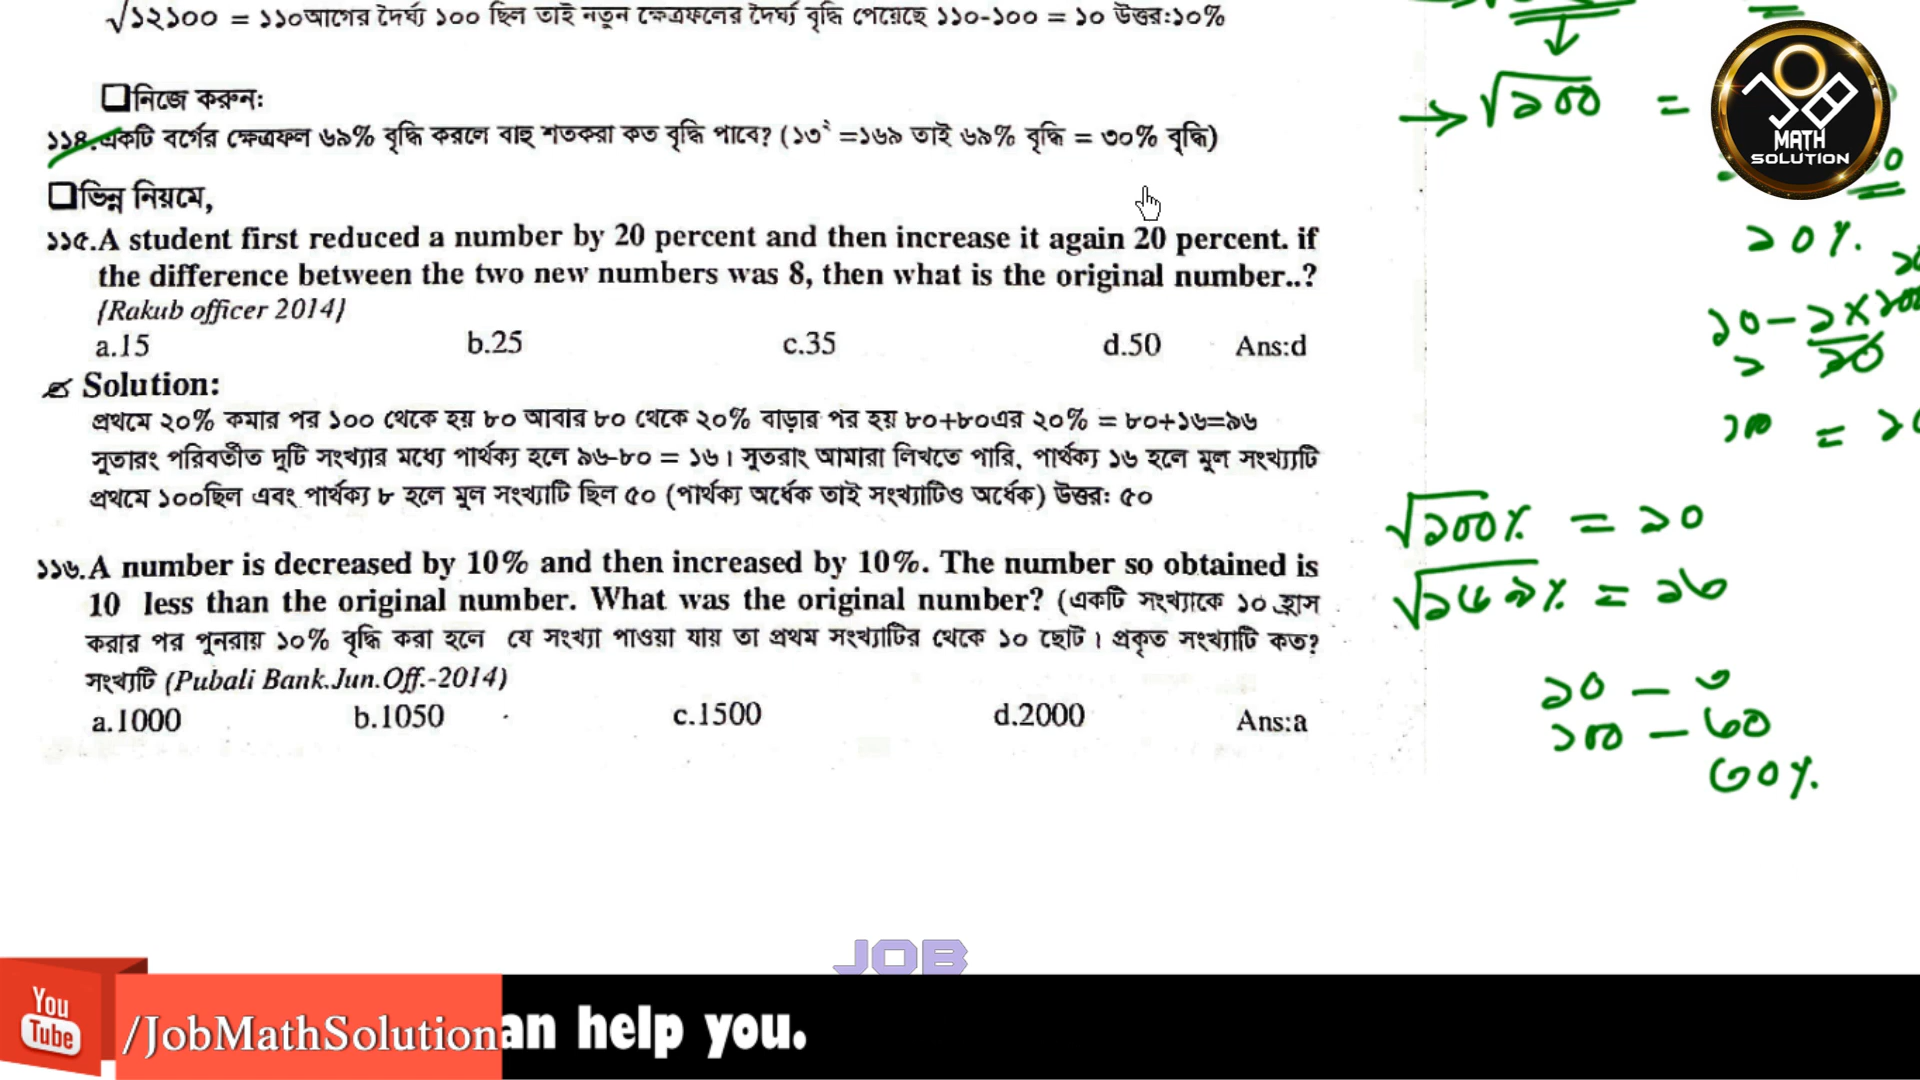 √১২১০০ = ১১০আগের দৈর্ঘ্য ১০০ ছিল তাই নতুন ক্ষেত্রফলের দৈর্ঘ্য বৃদ্ধি পেয়েছে ১১০-১০০ = ১০ উত্তর:১০%
নিজে করুন:
১১৪.একটি বর্গের ক্ষেত্রফল ৬৯% বৃদ্ধি করলে বাহু শতকরা কত বৃদ্ধি পাবে? (১৩² =১৬৯ তাই ৬৯% বৃদ্ধি = ৩০% বৃদ্ধি)
ভিন্ন নিয়মে,
১১৫.A student first reduced a number by 20 percent and then increase it again 20 percent. if
the difference between the two new numbers was 8, then what is the original number..?
{Rakub officer 2014}
a.15 b.25 c.35 d.50 Ans:d
Solution:
প্রথমে ২০% কমার পর ১০০ থেকে হয় ৮০ আবার ৮০ থেকে ২০% বাড়ার পর হয় ৮০+৮০এর ২০% = ৮০+১৬=৯৬
সুতারং পরিবর্তীত দুটি সংখ্যার মধ্যে পার্থক্য হলে ৯৬-৮০ = ১৬। সুতরাং আমারা লিখতে পারি, পার্থক্য ১৬ হলে মুল সংখ্যাটি
প্রথমে ১০০ছিল এবং পার্থক্য ৮ হলে মূল সংখ্যাটি ছিল ৫০ (পার্থক্য অর্ধেক তাই সংখ্যাটিও অর্ধেক) উত্তর: ৫০
১১৬.A number is decreased by 10% and then increased by 10%. The number so obtained is
10 less than the original number. What was the original number? (একটি সংখ্যাকে ১০ হ্রাস
করার পর পুনরায় ১০% বৃদ্ধি করা হলে যে সংখ্যা পাওয়া যায় তা প্রথম সংখ্যাটির থেকে ১০ ছোট। প্রকৃত সংখ্যাটি কত?
সংখ্যটি (Pubali Bank.Jun.Off.-2014)
a.1000 b.1050 c.1500 d.2000 Ans:a
→ √১০০ =
১০%
১০ =
√১০০% = ১০
√১৬৯% = ১৩
১০ — ৩
১০০ — ৩০
৩০%
JOB
MATH
SOLUTION
JOB
You
Tube
/JobMathSolution
an help you.